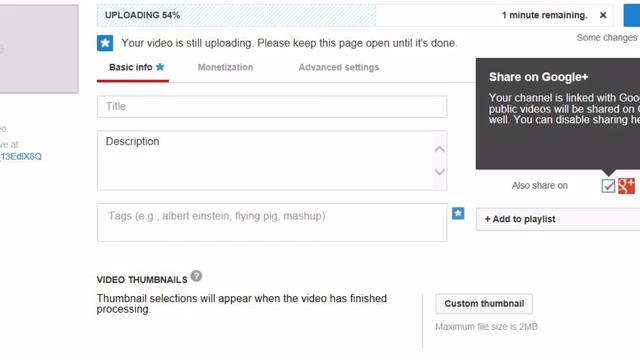 UPLOADING 54%
1 minute remaining.
Your video is still uploading. Please keep this page open until it's done.
Some changes
Basic info
Monetization
Advanced settings
Share on Google+
Your channel is linked with Goo
public videos will be shared on
well. You can disable sharing he
Title
Description
eo.
ve at:
_13EdIX8Q
Also share on
g+
Tags (e.g., albert einstein, flying pig, mashup)
+ Add to playlist
VIDEO THUMBNAILS ?
Thumbnail selections will appear when the video has finished
processing.
Custom thumbnail
Maximum file size is 2MB.